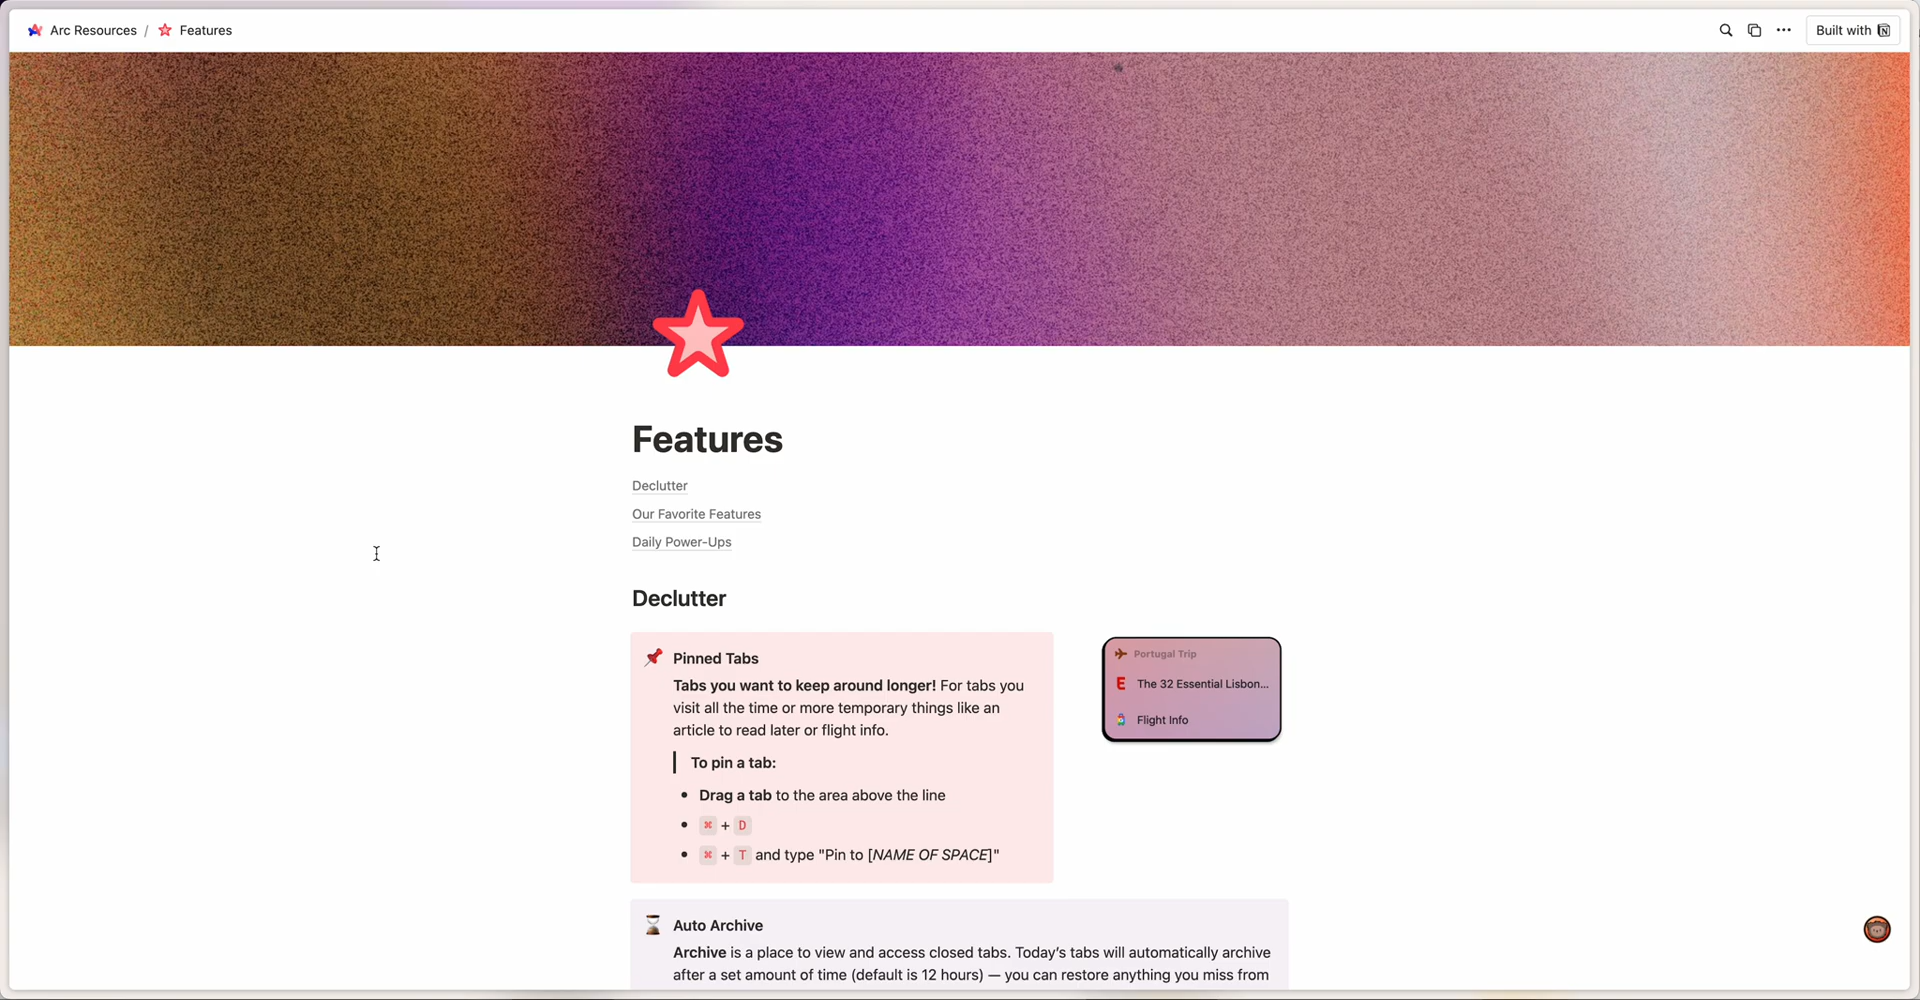 Arc Resources / Features
Built with
Features
Declutter
Our Favorite Features
Daily Power-Ups
Declutter
Pinned Tabs
Tabs you want to keep around longer! For tabs you
visit all the time or more temporary things like an
article to read later or flight info.
To pin a tab:
• Drag a tab to the area above the line
• ⌘ + D
• ⌘ + T and type "Pin to [NAME OF SPACE]"
Portugal Trip
The 32 Essential Lisbon...
Flight Info
Auto Archive
Archive is a place to view and access closed tabs. Today's tabs will automatically archive
after a set amount of time (default is 12 hours) — you can restore anything you miss from